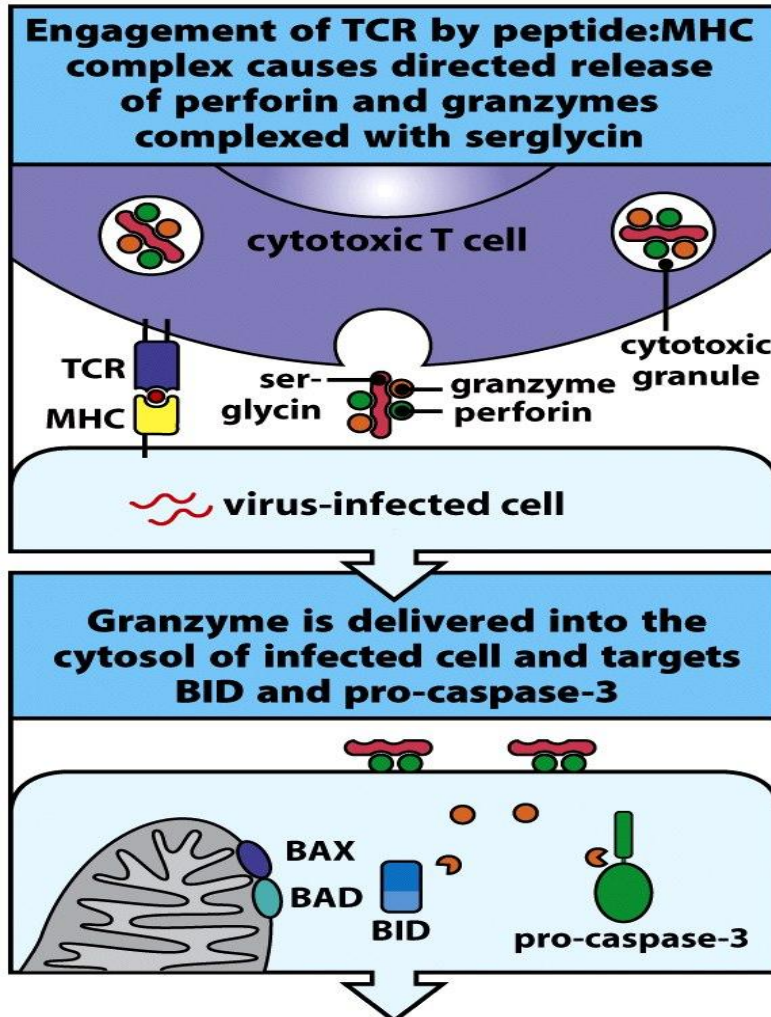 Engagement of TCR by peptide:MHC
complex causes directed release
of perforin and granzymes
complexed with serglycin
cytotoxic T cell
TCR
MHC
ser-
glycin
granzyme
perforin
cytotoxic
granule
virus-infected cell
Granzyme is delivered into the
cytosol of infected cell and targets
BID and pro-caspase-3
BAX
BAD
BID
pro-caspase-3